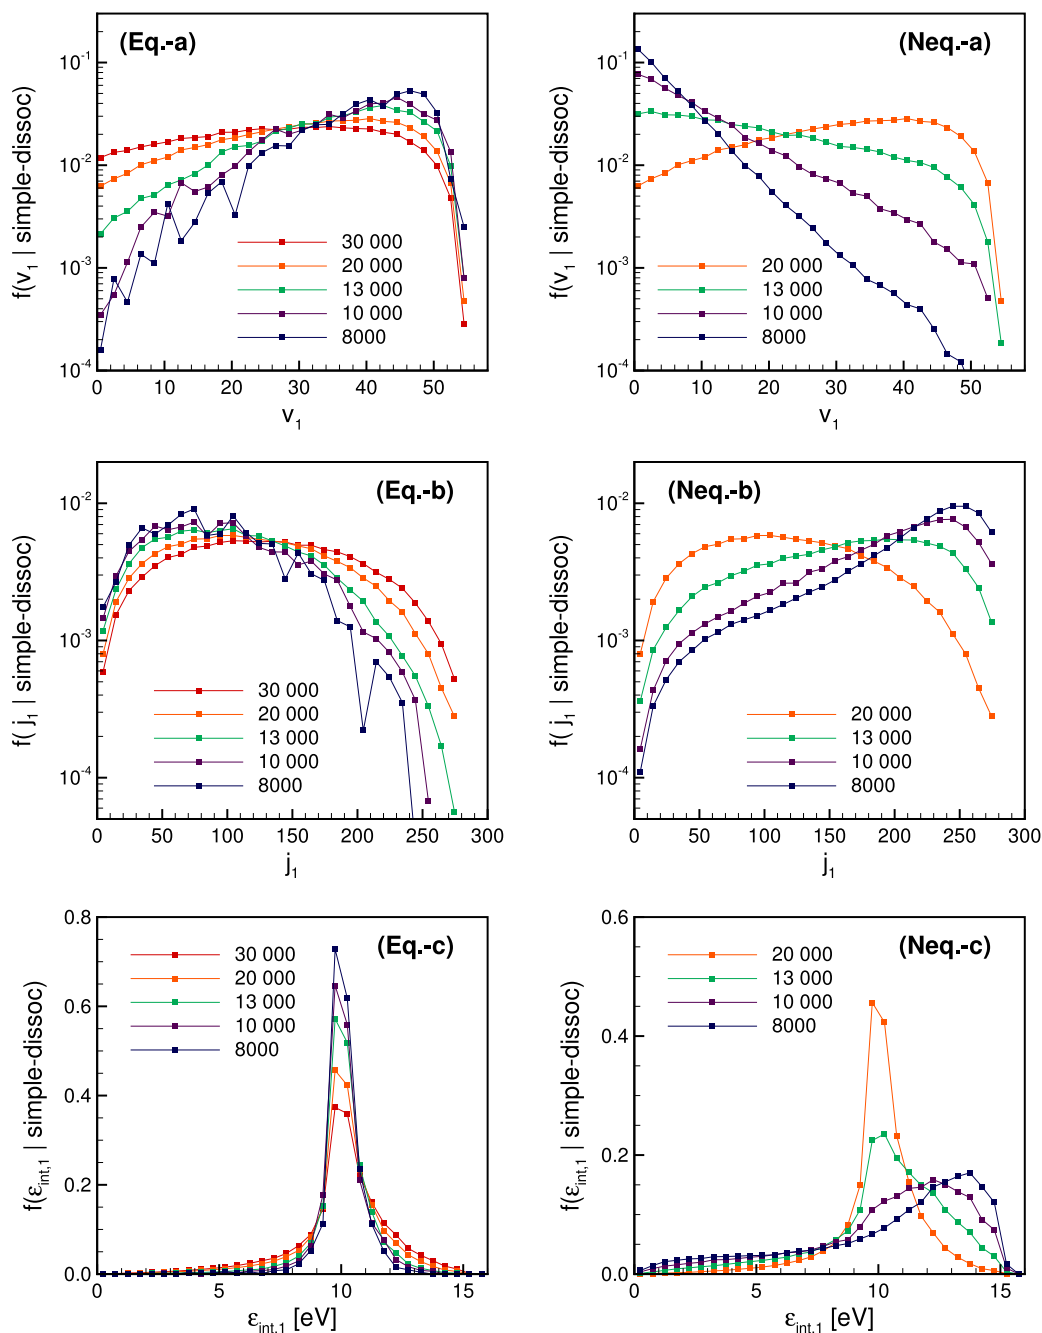 (Eq.-a)
f(v1 | simple-dissoc)
10-1
10-2
10-3
10-4
30 000
20 000
13 000
10 000
8000
0 10 20 30 40 50
v1
(Neq.-a)
f(v1 | simple-dissoc)
10-1
10-2
10-3
10-4
20 000
13 000
10 000
8000
0 10 20 30 40 50
v1
(Eq.-b)
f( j1 | simple-dissoc)
10-2
10-3
10-4
30 000
20 000
13 000
10 000
8000
0 50 100 150 200 250 300
j1
(Neq.-b)
f( j1 | simple-dissoc)
10-2
10-3
10-4
20 000
13 000
10 000
8000
0 50 100 150 200 250 300
j1
(Eq.-c)
f(εint,1 | simple-dissoc)
0.8
0.6
0.4
0.2
0.0
30 000
20 000
13 000
10 000
8000
0 5 10 15
εint,1 [eV]
(Neq.-c)
f(εint,1 | simple-dissoc)
0.6
0.4
0.2
0.0
20 000
13 000
10 000
8000
0 5 10 15
εint,1 [eV]